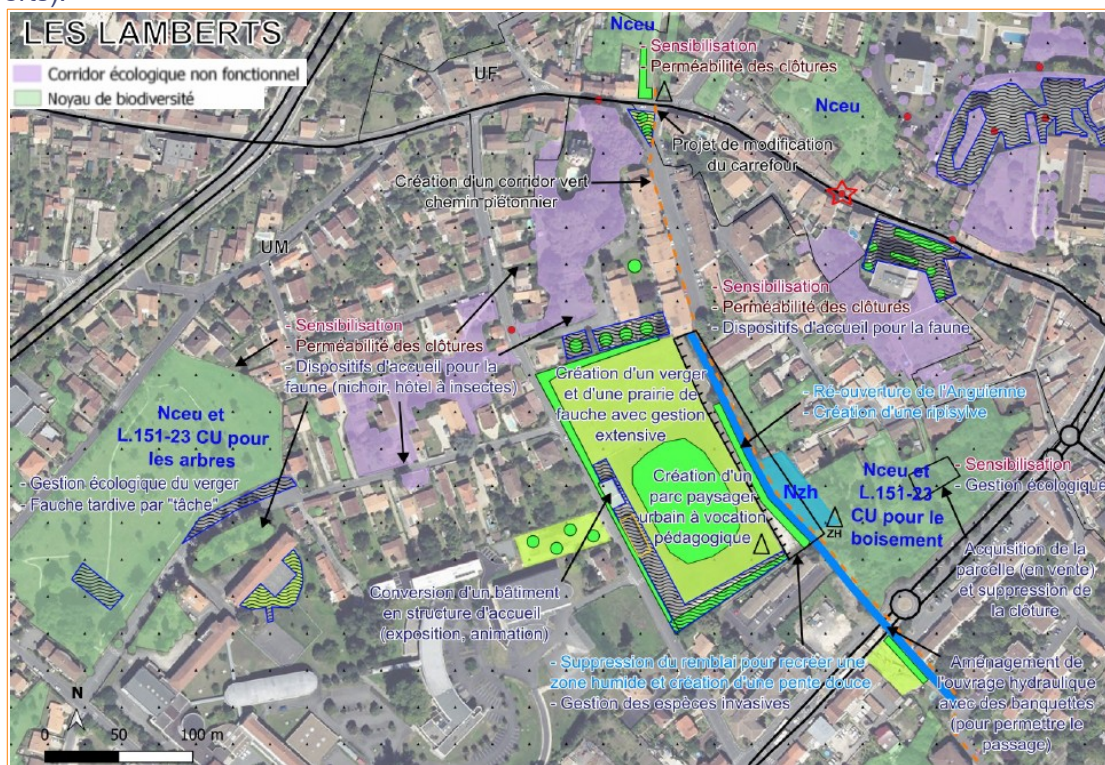 LES LAMBERTS
Corridor écologique non fonctionnel
Noyau de biodiversité
Nceu
- Sensibilisation
- Perméabilité des clôtures
UF
Nceu
Projet de modification
du carrefour
Création d'un corridor vert
chemin piétonnier
UM
- Sensibilisation
- Perméabilité des clôtures
- Dispositifs d'accueil pour la faune
- Sensibilisation
- Perméabilité des clôtures
- Dispositifs d'accueil pour la
faune (nichoir, hôtel à insectes)
Création d'un verger
et d'une prairie de
fauche avec gestion
extensive
- Ré-ouverture de l'Anguienne
- Création d'une ripisylve
Nceu et
L.151-23 CU pour
les arbres
- Gestion écologique du verger
Fauche tardive par "tâche"
Création d'un
parc paysager
urbain à vocation
pédagogique
Nzh
ZH
Nceu et
L.151-23
CU pour le
boisement
- Sensibilisation
- Gestion écologique
Acquisition de la
parcelle (en vente)
et suppression de
la clôture
Conversion d'un bâtiment
en structure d'accueil
(exposition, animation)
- Suppression du remblai pour recréer une
zone humide et création d'une pente douce
- Gestion des espèces invasives
Aménagement de
l'ouvrage hydraulique
avec des banquettes
(pour permettre le
passage)
N
0 50 100 m